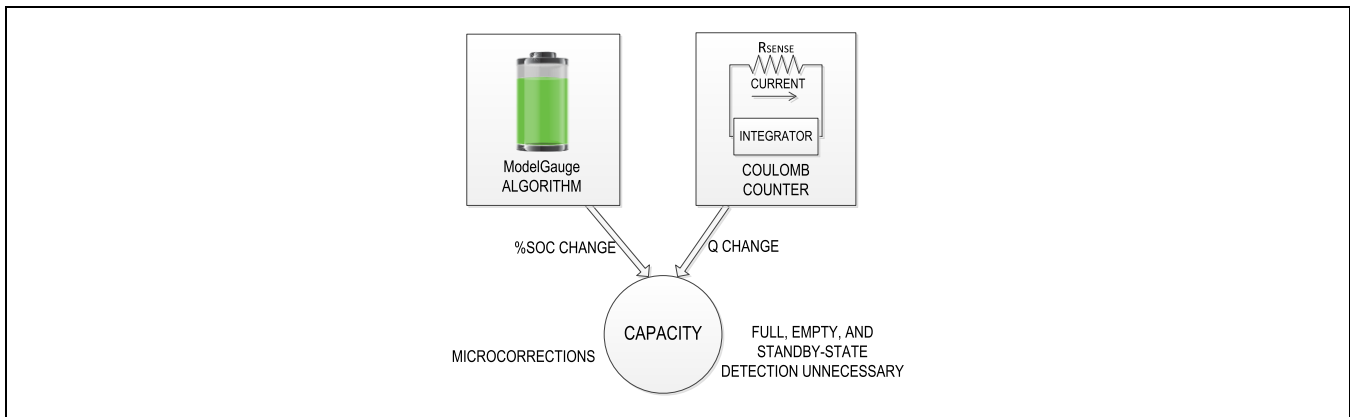 ModelGauge
ALGORITHM
RSENSE
CURRENT
INTEGRATOR
COULOMB
COUNTER
%SOC CHANGE
Q CHANGE
CAPACITY
MICROCORRECTIONS
FULL, EMPTY, AND
STANDBY-STATE
DETECTION UNNECESSARY